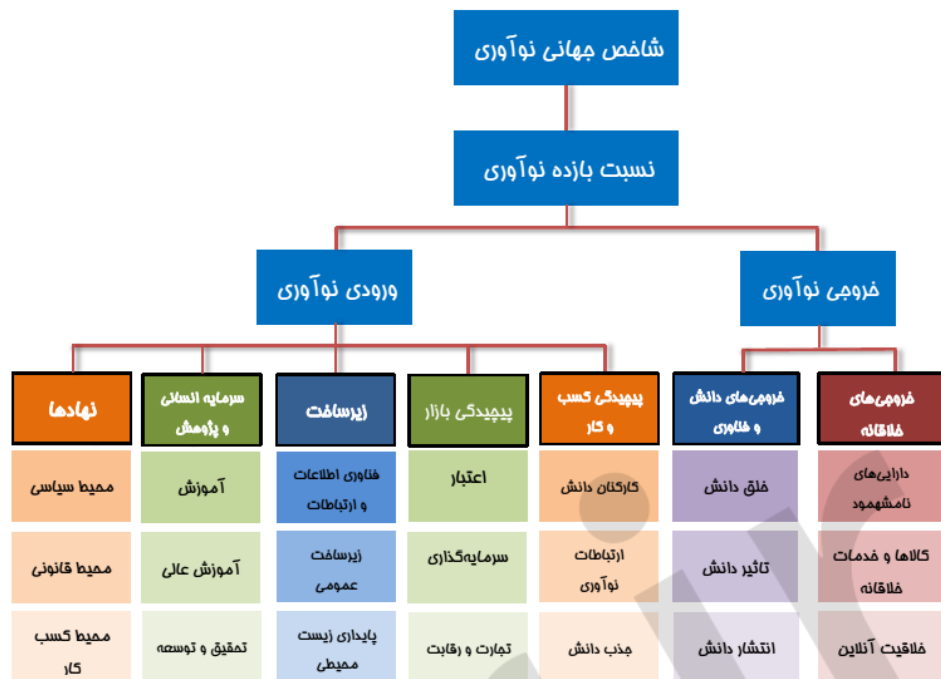 شاخص جهانی نوآوری
نسبت بازده نوآوری
خروجی نوآوری
ورودی نوآوری
خروجی‌های
خلاقانه
خروجی‌های دانش
و فناوری
پیچیدگی کسب
و کار
پیچیدگی بازار
زیرساخت
سرمایه انسانی
و پژوهش
نهادها
دارایی‌های
نامشهمود
خلق دانش
کارکنان دانش
اعتبار
فناوری اطلاعات
و ارتباطات
آموزش
محیط سیاسی
کالاها و خدمات
خلاقانه
تاثیر دانش
ارتباطات
نوآوری
سرمایه‌گذاری
زیرساخت
عمومی
آموزش عالی
محیط قانونی
خلاقیت آنلاین
انتشار دانش
جذب دانش
تجارت و رقابت
پایداری زیست
محیطی
تحقیق و توسعه
محیط کسب
کار